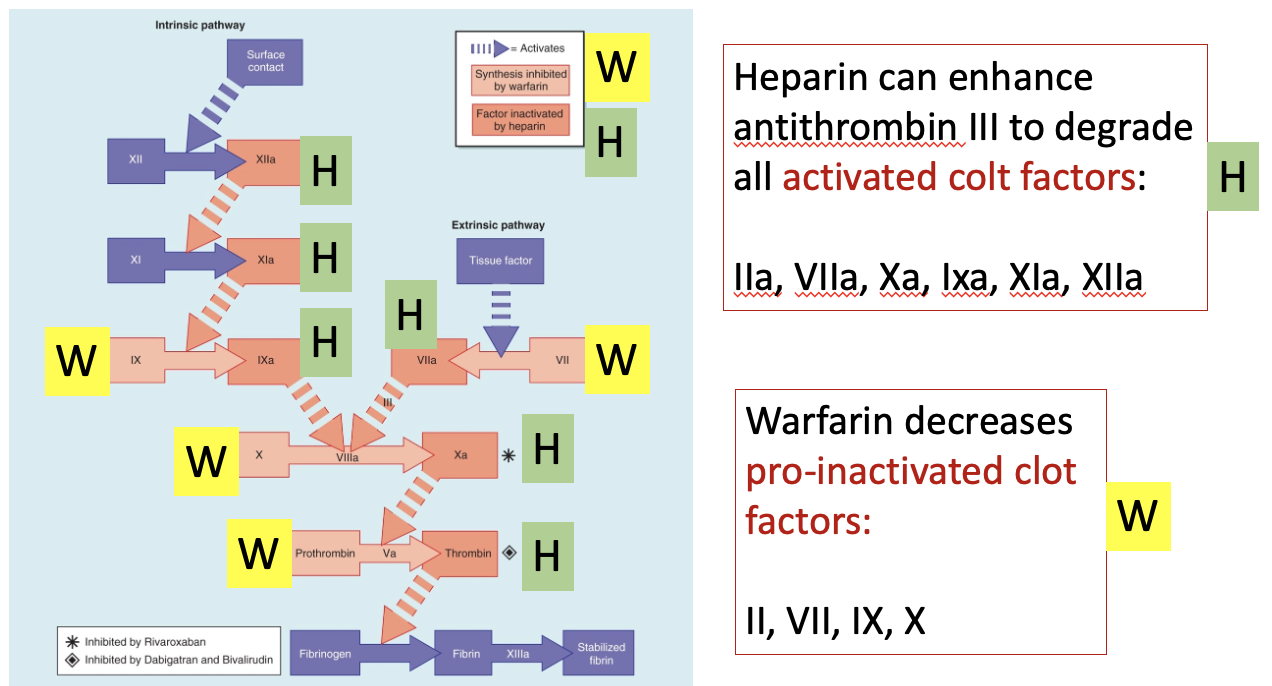 Intrinsic pathway
Surface
contact
= Activates
Synthesis inhibited
by warfarin
W
Factor inactivated
by heparin
H
XII
XIIa
H
XI
XIa
H
Extrinsic pathway
Tissue factor
W
IX
IXa
H
H
VIIa
VII
W
III
W
X
VIIIa
Xa
H
W
Prothrombin
Va
Thrombin
H
Inhibited by Rivaroxaban
Inhibited by Dabigatran and Bivalirudin
Fibrinogen
Fibrin
XIIIa
Stabilized
fibrin
Heparin can enhance
antithrombin III to degrade
all activated colt factors:
H
IIa, VIIa, Xa, Ixa, XIa, XIIa
Warfarin decreases
pro-inactivated clot
factors:
W
II, VII, IX, X